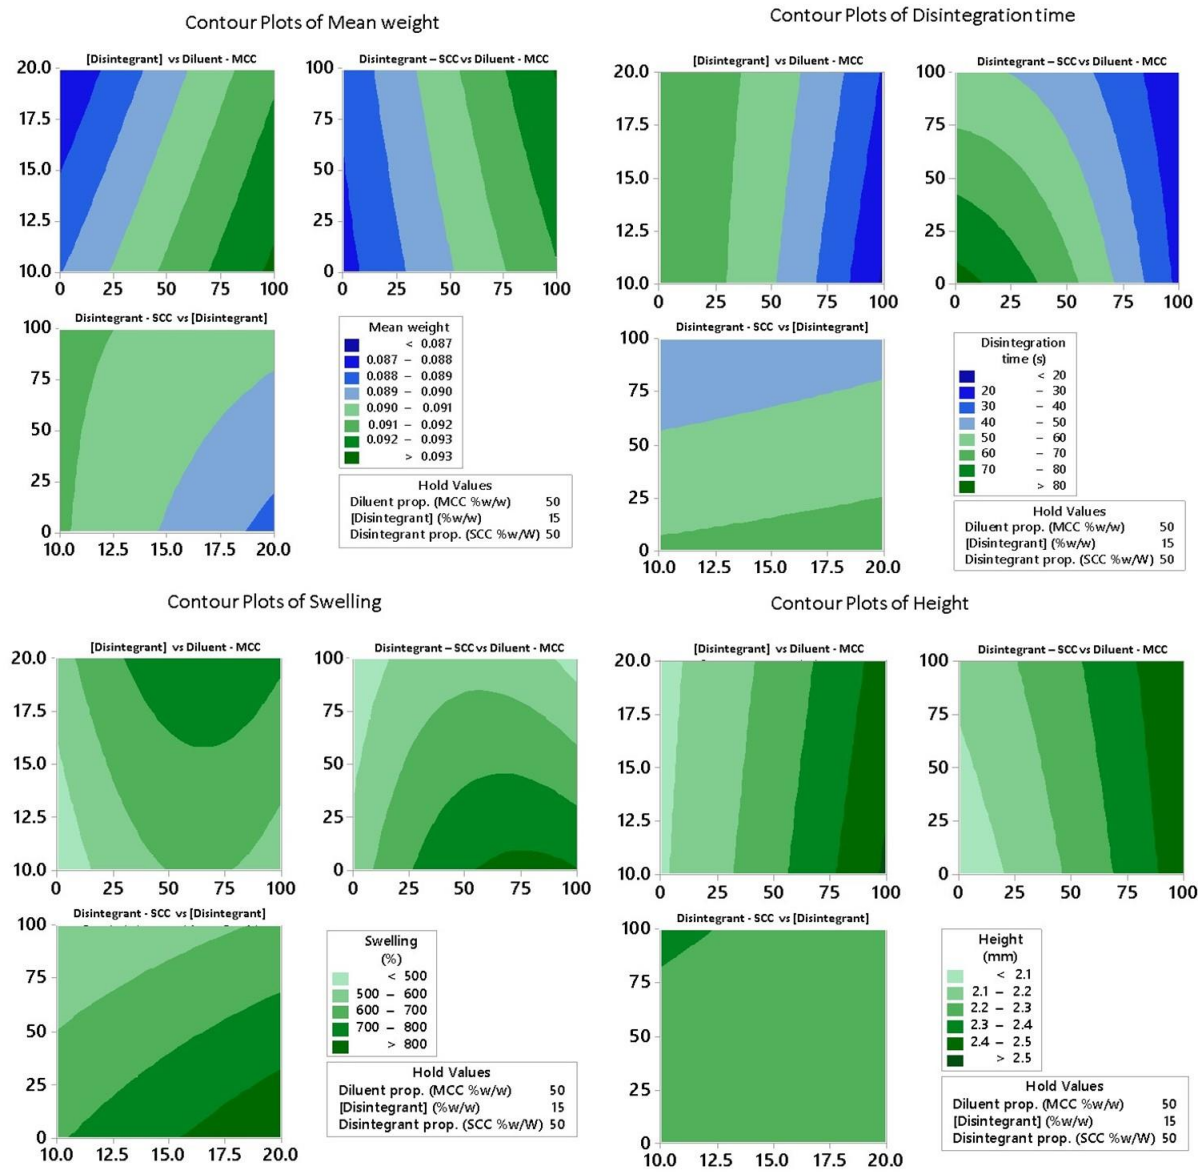 Contour Plots of Mean weight
[Disintegrant] vs Diluent - MCC
20.0
17.5
15.0
12.5
10.0
0 25 50 75 100
Disintegrant – SCC vs Diluent - MCC
100
75
50
25
0
0 25 50 75 100
Disintegrant - SCC vs [Disintegrant]
100
75
50
25
0
10.0 12.5 15.0 17.5 20.0
Mean weight
< 0.087
0.087 – 0.088
0.088 – 0.089
0.089 – 0.090
0.090 – 0.091
0.091 – 0.092
0.092 – 0.093
> 0.093
Hold Values
Diluent prop. (MCC %w/w) 50
[Disintegrant] (%w/w) 15
Disintegrant prop. (SCC %w/W) 50
Contour Plots of Disintegration time
[Disintegrant] vs Diluent - MCC
20.0
17.5
15.0
12.5
10.0
0 25 50 75 100
Disintegrant – SCC vs Diluent - MCC
100
75
50
25
0
0 25 50 75 100
Disintegrant - SCC vs [Disintegrant]
100
75
50
25
0
10.0 12.5 15.0 17.5 20.0
Disintegration
time (s)
< 20
20 – 30
30 – 40
40 – 50
50 – 60
60 – 70
70 – 80
> 80
Hold Values
Diluent prop. (MCC %w/w) 50
[Disintegrant] (%w/w) 15
Disintegrant prop. (SCC %w/W) 50
Contour Plots of Swelling
[Disintegrant] vs Diluent - MCC
20.0
17.5
15.0
12.5
10.0
0 25 50 75 100
Disintegrant – SCC vs Diluent - MCC
100
75
50
25
0
0 25 50 75 100
Disintegrant - SCC vs [Disintegrant]
100
75
50
25
0
10.0 12.5 15.0 17.5 20.0
Swelling
(%)
< 500
500 – 600
600 – 700
700 – 800
> 800
Hold Values
Diluent prop. (MCC %w/w) 50
[Disintegrant] (%w/w) 15
Disintegrant prop. (SCC %w/W) 50
Contour Plots of Height
[Disintegrant] vs Diluent - MCC
20.0
17.5
15.0
12.5
10.0
0 25 50 75 100
Disintegrant – SCC vs Diluent - MCC
100
75
50
25
0
0 25 50 75 100
Disintegrant - SCC vs [Disintegrant]
100
75
50
25
0
10.0 12.5 15.0 17.5 20.0
Height
(mm)
< 2.1
2.1 – 2.2
2.2 – 2.3
2.3 – 2.4
2.4 – 2.5
> 2.5
Hold Values
Diluent prop. (MCC %w/w) 50
[Disintegrant] (%w/w) 15
Disintegrant prop. (SCC %w/W) 50